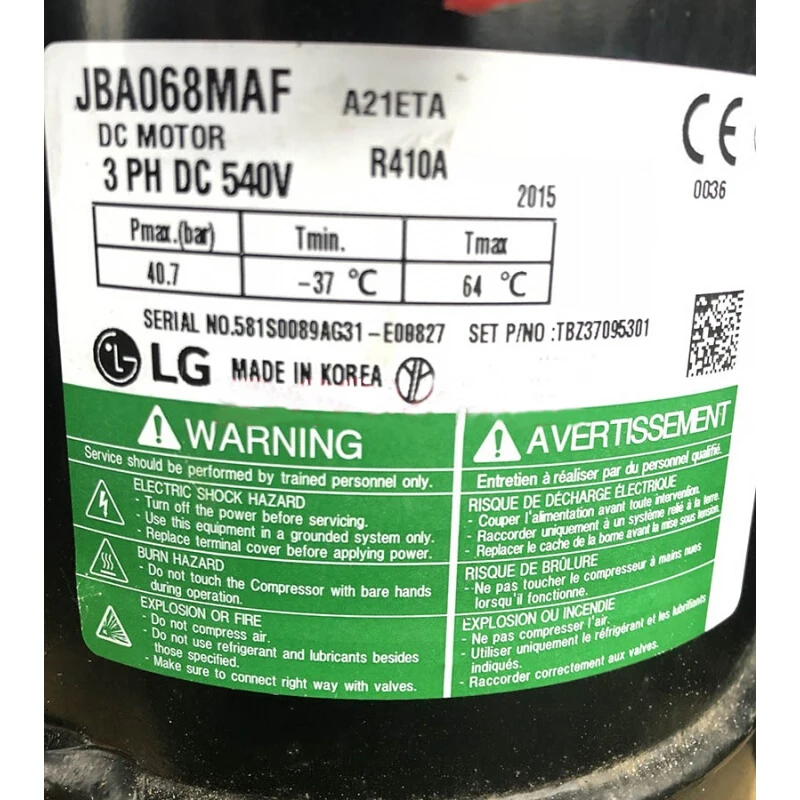 JBA068MAF A21ETA
DC MOTOR
3 PH DC 540V R410A
CE
0036
2015
Pmax.(bar) Tmin. Tmax
40.7 -37 ℃ 64 ℃
SERIAL NO.581S0089AG31-E008827 SET P/NO :TBZ37095301
LG MADE IN KOREA
WARNING
Service should be performed by trained personnel only.
ELECTRIC SHOCK HAZARD
- Turn off the power before servicing.
- Use this equipment in a grounded system only.
- Replace terminal cover before applying power.
BURN HAZARD
- Do not touch the Compressor with bare hands
during operation.
EXPLOSION OR FIRE
- Do not compress air.
- Do not use refrigerant and lubricants besides
those specified.
- Make sure to connect right way with valves.
AVERTISSEMENT
Entretien à réaliser par du personnel qualifié.
RISQUE DE DÉCHARGE ÉLECTRIQUE
- Couper l'alimentation avant toute intervention.
- Raccorder uniquement à un système relié à la terre.
- Replacer le cache de la borne avant la mise sous tension.
RISQUE DE BRÛLURE
- Ne pas toucher le compresseur à mains nues
lorsqu'il fonctionne.
EXPLOSION OU INCENDIE
- Ne pas compresser l'air.
- Utiliser uniquement le réfrigérant et les lubrifiants
indiqués.
- Raccorder correctement aux valves.